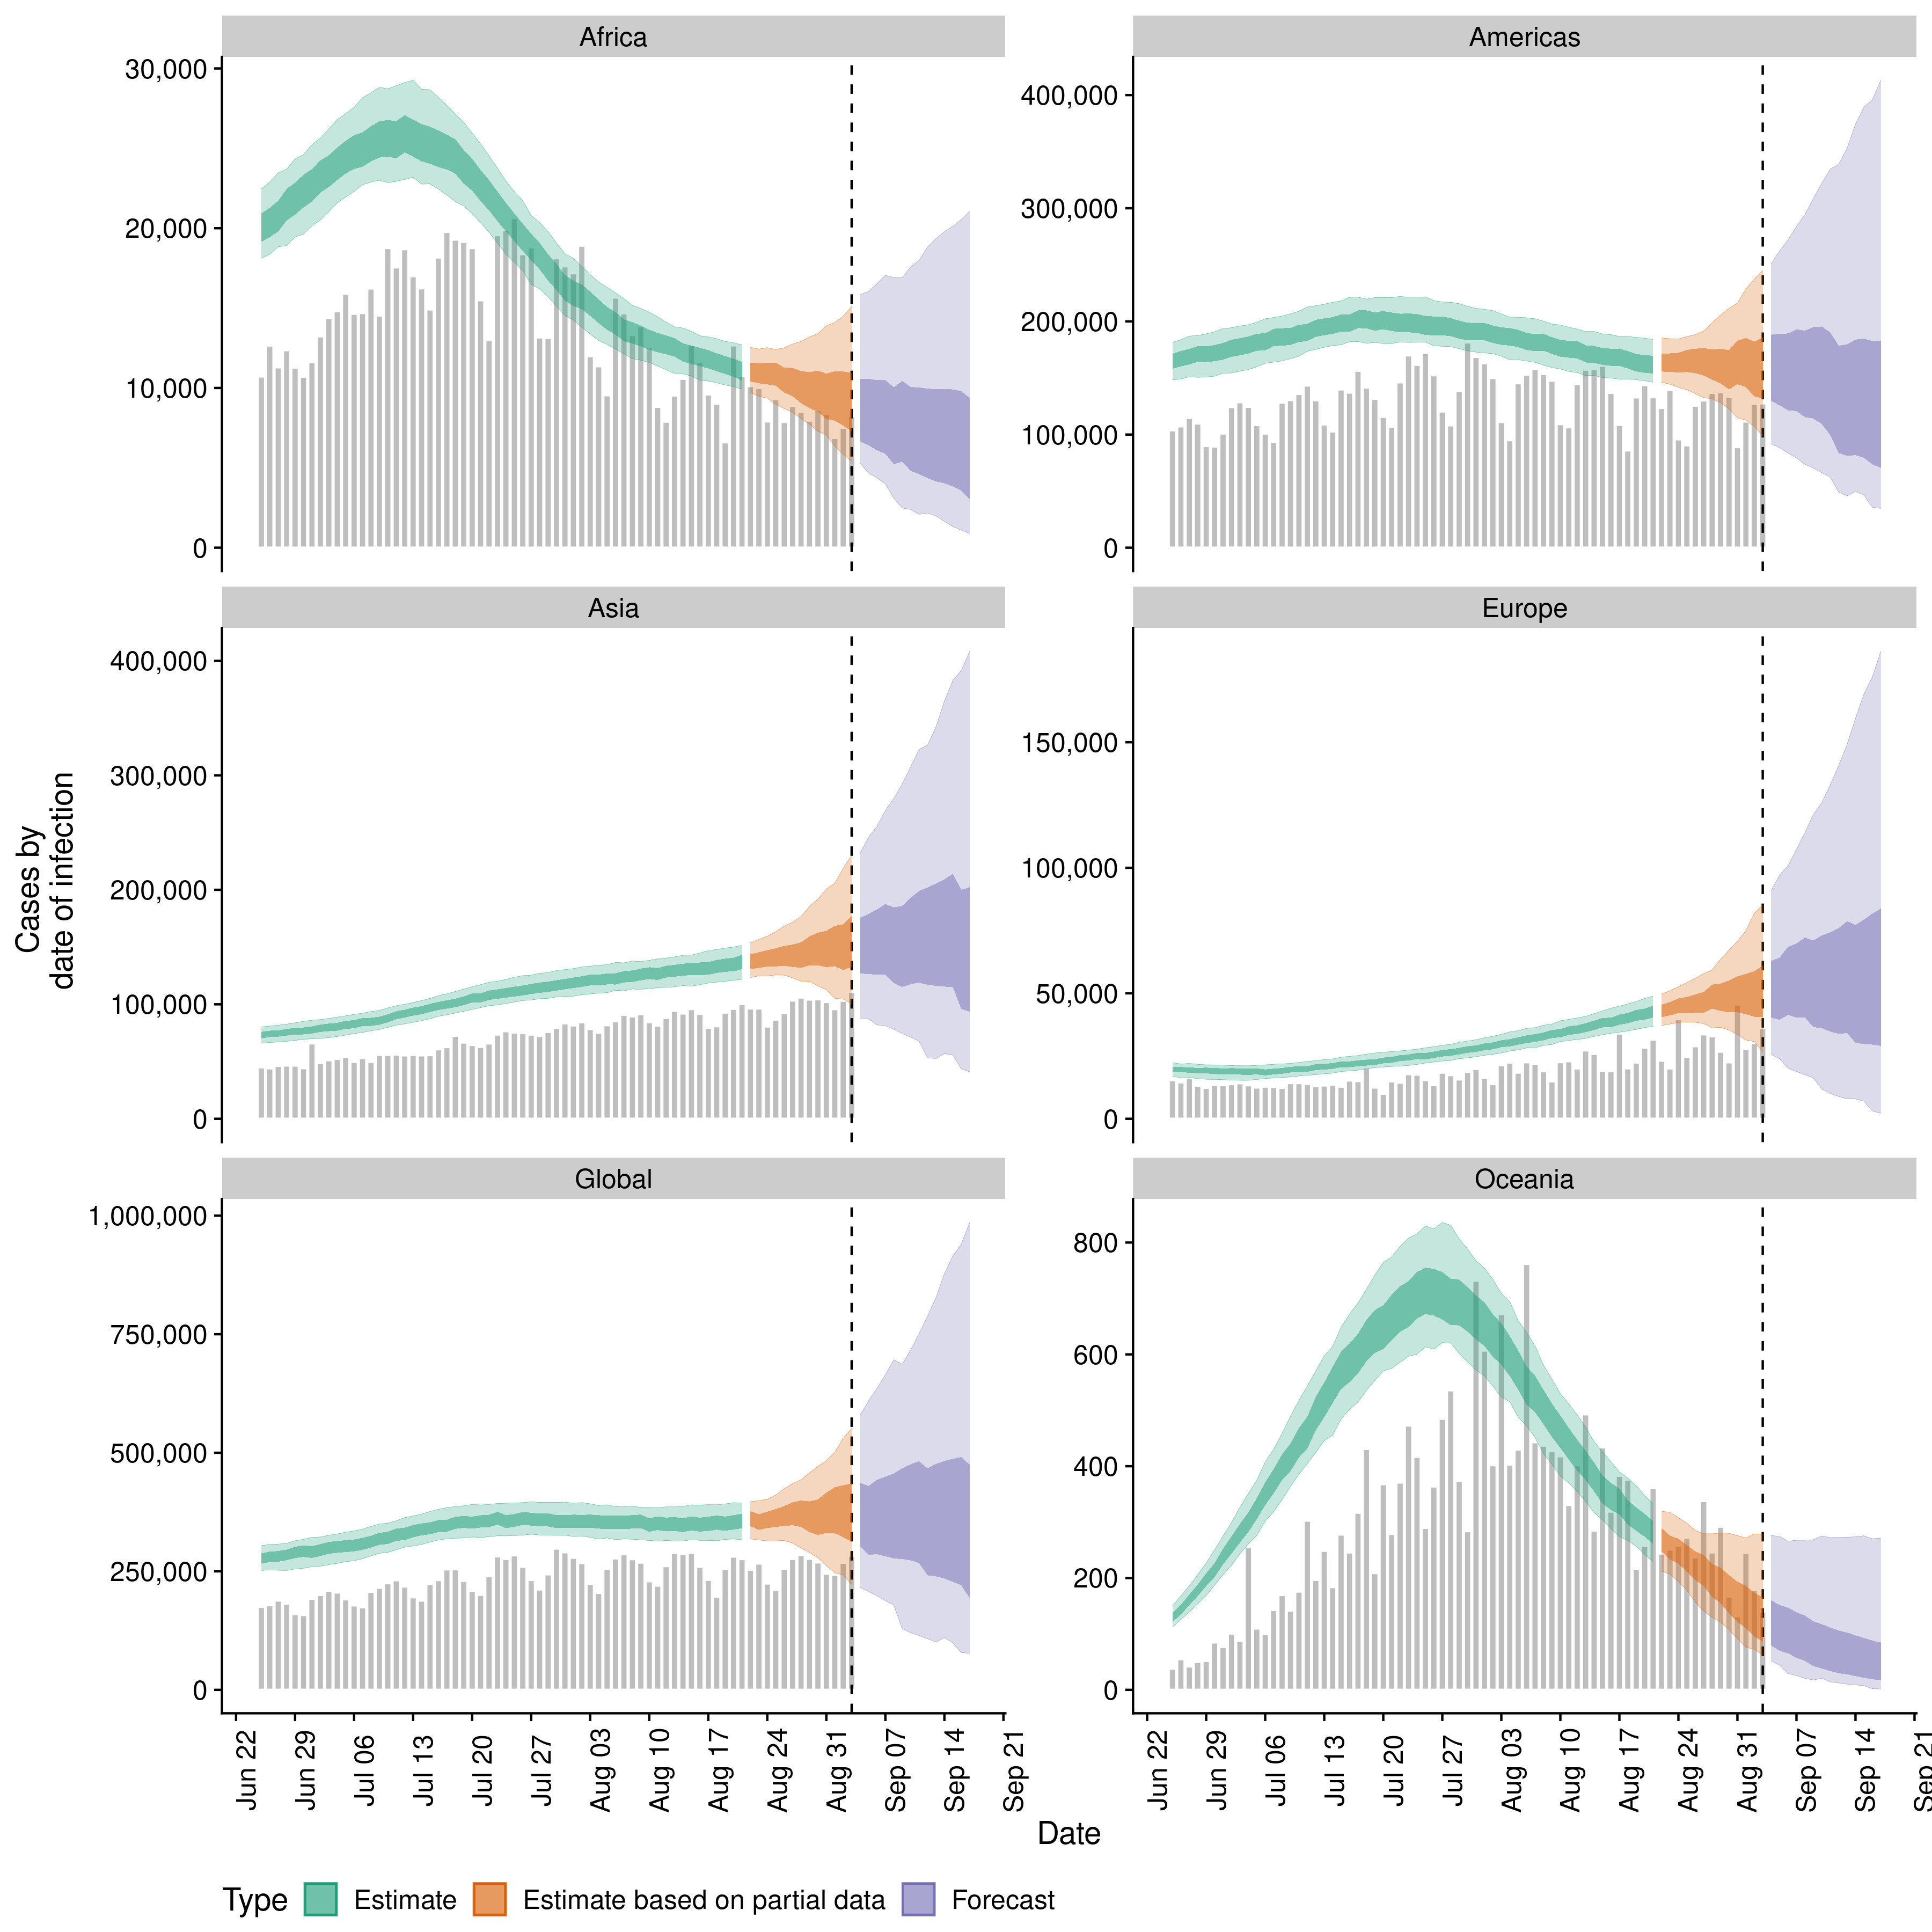 Africa
30,000
20,000
10,000
0
Americas
400,000
300,000
200,000
100,000
0
Asia
400,000
300,000
200,000
100,000
0
Europe
150,000
100,000
50,000
0
Cases by
date of infection
Global
1,000,000
750,000
500,000
250,000
0
Oceania
800
600
400
200
0
Jun 22
Jun 29
Jul 06
Jul 13
Jul 20
Jul 27
Aug 03
Aug 10
Aug 17
Aug 24
Aug 31
Sep 07
Sep 14
Sep 21
Jun 22
Jun 29
Jul 06
Jul 13
Jul 20
Jul 27
Aug 03
Aug 10
Aug 17
Aug 24
Aug 31
Sep 07
Sep 14
Sep 21
Date
Type Estimate Estimate based on partial data Forecast